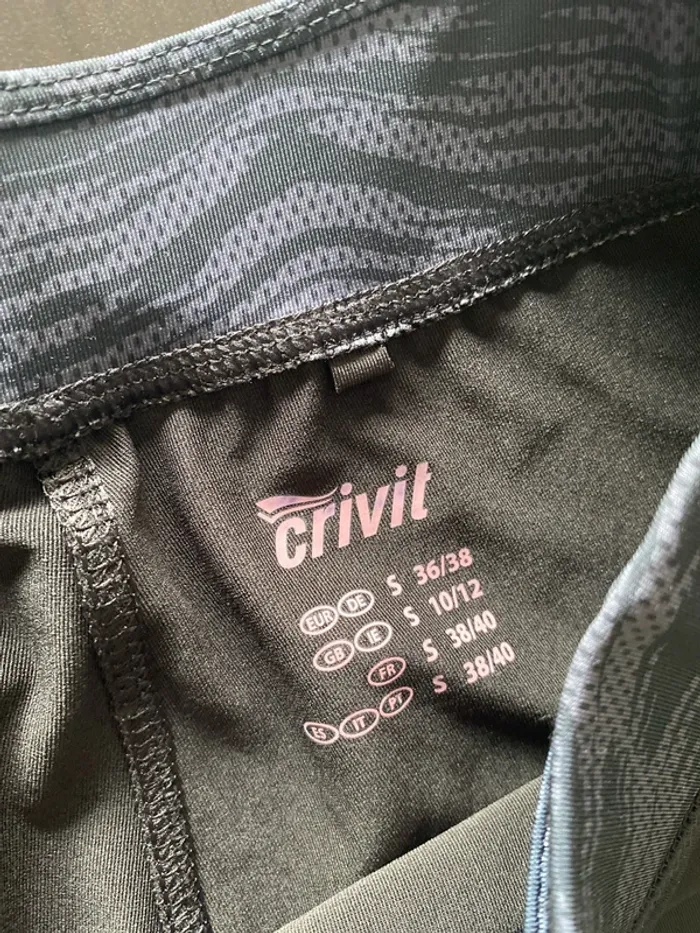 crivit
EUR DE S 36/38
GB IE S 10/12
FR S 38/40
ES IT PT S 38/40